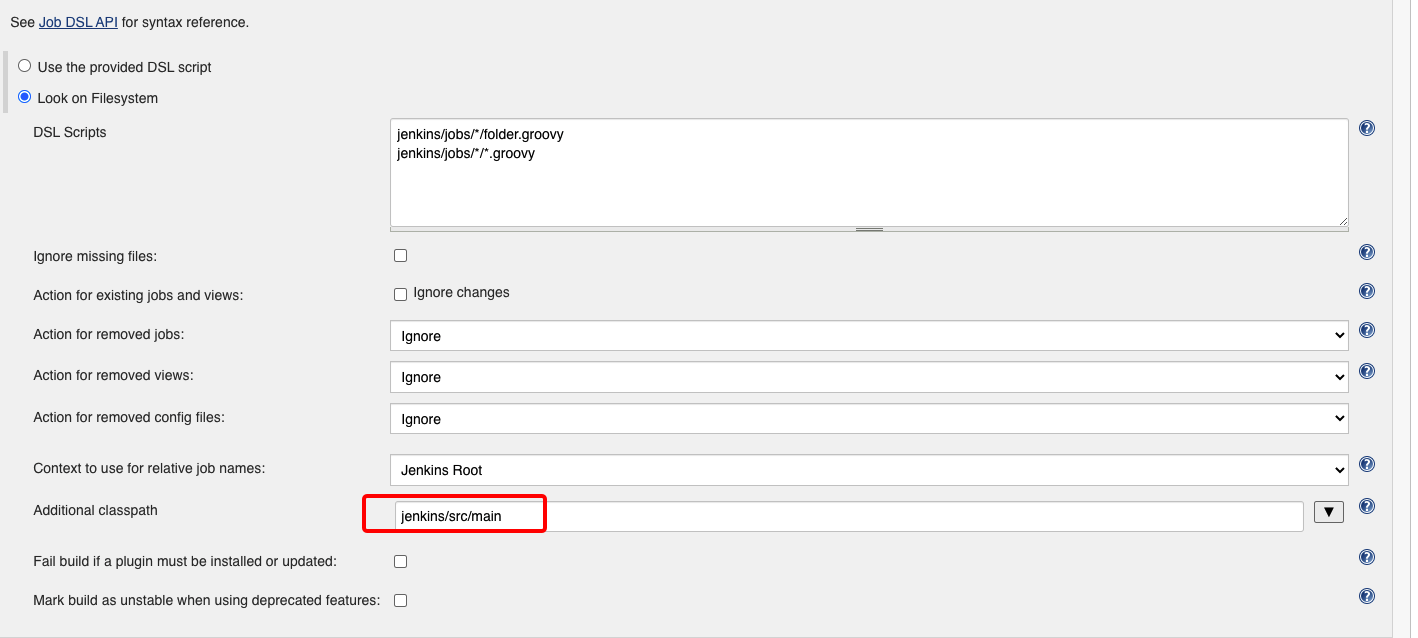 See Job DSL API for syntax reference.
Use the provided DSL script
Look on Filesystem
DSL Scripts
jenkins/jobs/*/folder.groovy
jenkins/jobs/*/*.groovy
Ignore missing files:
Action for existing jobs and views:
Ignore changes
Action for removed jobs:
Ignore
Action for removed views:
Ignore
Action for removed config files:
Ignore
Context to use for relative job names:
Jenkins Root
Additional classpath
jenkins/src/main
Fail build if a plugin must be installed or updated:
Mark build as unstable when using deprecated features: